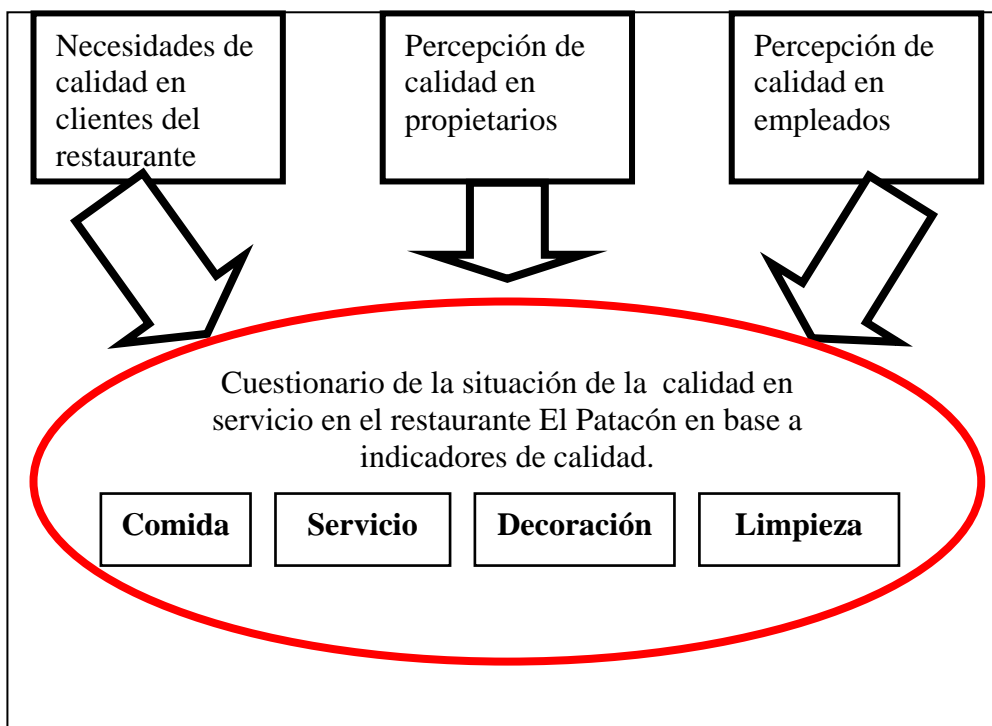 Necesidades de
calidad en
clientes del
restaurante
Percepción de
calidad en
propietarios
Percepción de
calidad en
empleados
Cuestionario de la situación de la calidad en
servicio en el restaurante El Patacón en base a
indicadores de calidad.
Comida
Servicio
Decoración
Limpieza